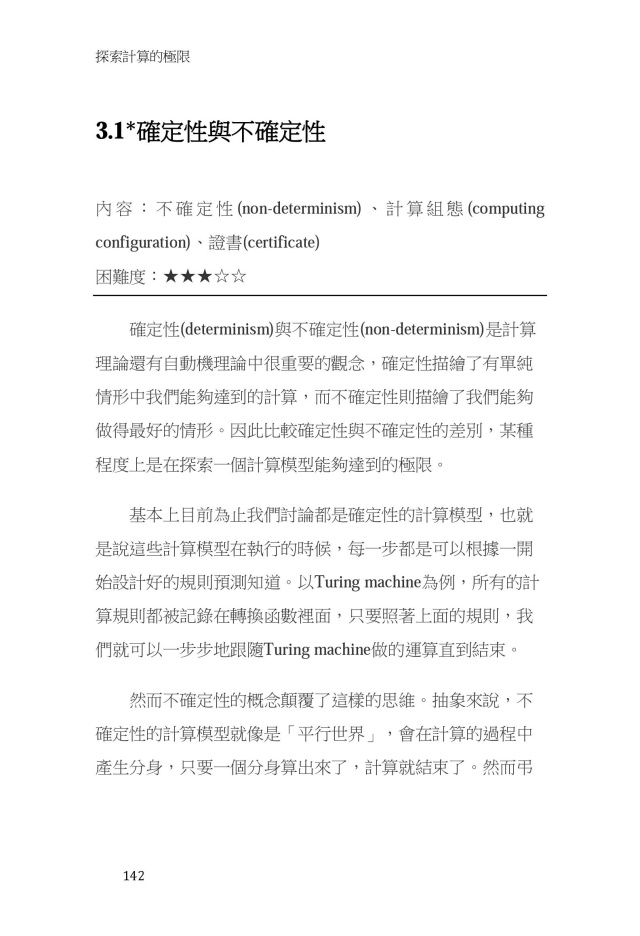 探索計算的極限
3.1*確定性與不確定性
內容：不確定性(non-determinism)、計算組態(computing
configuration)、證書(certificate)
困難度：★★★☆☆
確定性(determinism)與不確定性(non-determinism)是計算
理論還有自動機理論中很重要的觀念，確定性描繪了有單純
情形中我們能夠達到的計算，而不確定性則描繪了我們能夠
做得最好的情形。因此比較確定性與不確定性的差別，某種
程度上是在探索一個計算模型能夠達到的極限。
基本上目前為止我們討論都是確定性的計算模型，也就
是說這些計算模型在執行的時候，每一步都是可以根據一開
始設計好的規則預測知道。以Turing machine為例，所有的計
算規則都被記錄在轉換函數裡面，只要照著上面的規則，我
們就可以一步步地跟隨Turing machine做的運算直到結束。
然而不確定性的概念顛覆了這樣的思維。抽象來說，不
確定性的計算模型就像是「平行世界」，會在計算的過程中
產生分身，只要一個分身算出來了，計算就結束了。然而弔
142